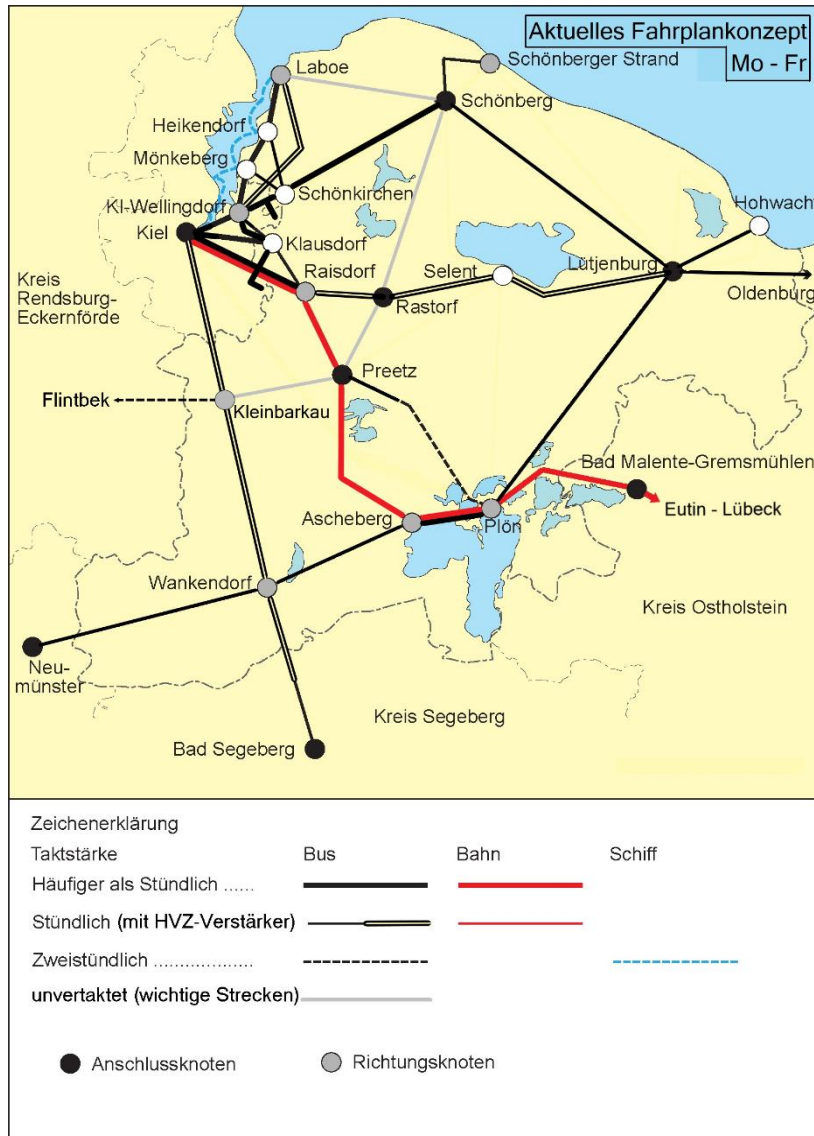 Aktuelles Fahrplankonzept
Mo - Fr
Schönberger Strand
Laboe
Schönberg
Heikendorf
Mönkeberg
Schönkirchen
KI-Wellingdorf
Hohwacht
Kiel
Klausdorf
Raisdorf
Selent
Lütjenburg
Kreis
Rendsburg-
Eckernförde
Rastorf
Oldenburg
Preetz
Flintbek
Kleinbarkau
Bad Malente-Gremsmühlen
Ascheberg
Plön
Eutin - Lübeck
Wankendorf
Kreis Ostholstein
Neu-
münster
Kreis Segeberg
Bad Segeberg
Zeichenerklärung
Taktstärke Bus Bahn Schiff
Häufiger als Stündlich ......
Stündlich (mit HVZ-Verstärker)
Zweistündlich ...................
unvertaktet (wichtige Strecken)
Anschlussknoten Richtungsknoten